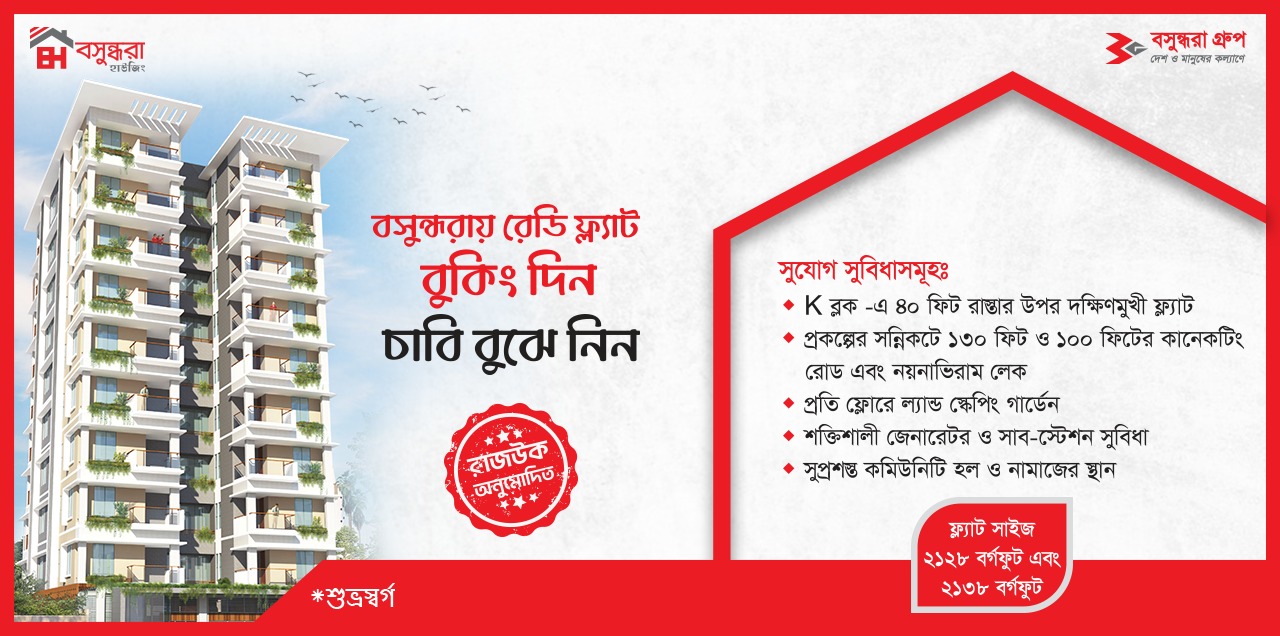 BH বসুন্ধরা
হাউজিং
বসুন্ধরা গ্রুপ
দেশ ও মানুষের কল্যাণে
বসুন্ধরায় রেডি ফ্ল্যাট
বুকিং দিন
চাবি বুঝে নিন
রাজউক
অনুমোদিত
সুযোগ সুবিধাসমূহঃ
K ব্লক -এ ৪০ ফিট রাস্তার উপর দক্ষিণমুখী ফ্ল্যাট
প্রকল্পের সন্নিকটে ১৩০ ফিট ও ১০০ ফিটের কানেকটিং
রোড এবং নয়নাভিরাম লেক
প্রতি ফ্লোরে ল্যান্ড স্কেপিং গার্ডেন
শক্তিশালী জেনারেটর ও সাব-স্টেশন সুবিধা
সুপ্রশস্ত কমিউনিটি হল ও নামাজের স্থান
ফ্ল্যাট সাইজ
২১২৮ বর্গফুট এবং
২১৩৮ বর্গফুট
*শুভ্রস্বর্গ